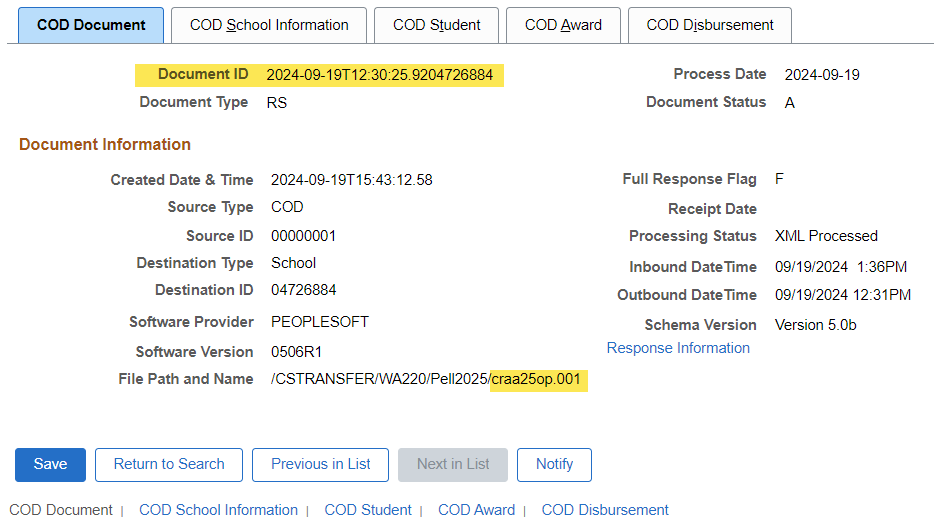 COD Document COD School Information COD Student COD Award COD Disbursement
Document ID 2024-09-19T12:30:25.9204726884 Process Date 2024-09-19
Document Type RS Document Status A
Document Information
Created Date & Time 2024-09-19T15:43:12.58 Full Response Flag F
Source Type COD Receipt Date
Source ID 00000001 Processing Status XML Processed
Destination Type School Inbound DateTime 09/19/2024 1:36PM
Destination ID 04726884 Outbound DateTime 09/19/2024 12:31PM
Software Provider PEOPLESOFT Schema Version Version 5.0b
Software Version 0506R1 Response Information
File Path and Name /CSTRANSFER/WA220/Pell2025/craa25op.001
Save Return to Search Previous in List Next in List Notify
COD Document | COD School Information | COD Student | COD Award | COD Disbursement